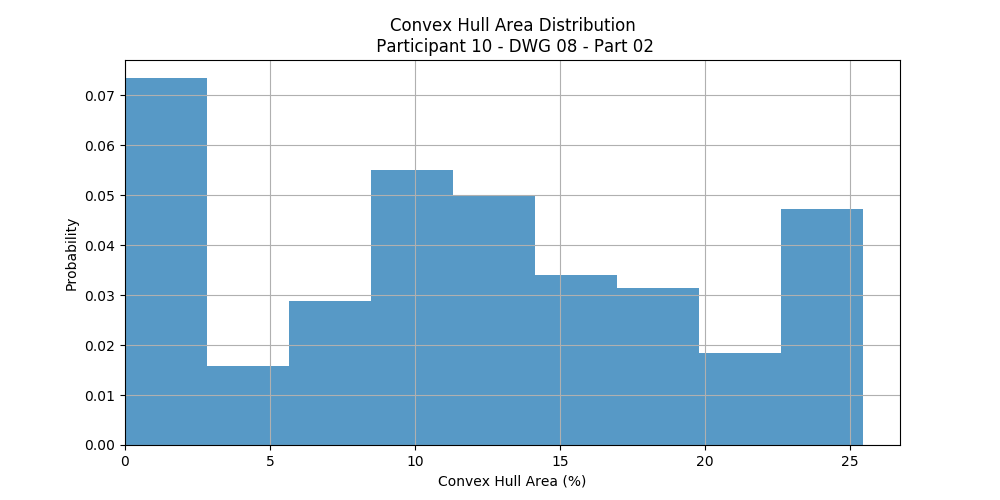 Convex Hull Area Distribution
Participant 10 - DWG 08 - Part 02
0.07
0.06
0.05
0.04
0.03
0.02
0.01
0.00
Probability
0 5 10 15 20 25
Convex Hull Area (%)